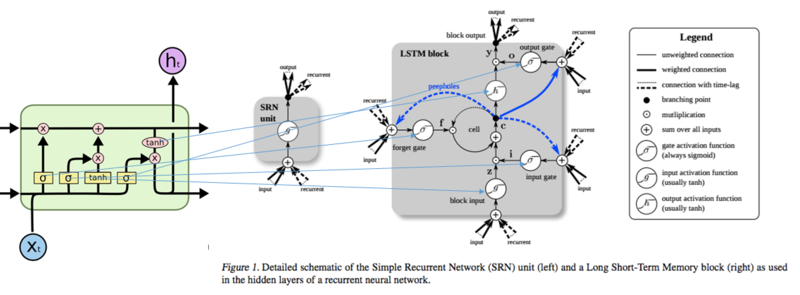 hₜ
x
+
tanh
x
x
σ
σ
tanh
σ
Xₜ
output
recurrent
SRN
unit
g
input
recurrent
output
recurrent
block output
LSTM block
y
o
output gate
σ
recurrent
input
h
peepholes
recurrent
f
σ
cell
c
forget gate
input
i
σ
input gate
recurrent
input
z
g
block input
input
recurrent
Legend
unweighted connection
weighted connection
connection with time-lag
branching point
mutliplication
sum over all inputs
gate activation function
(always sigmoid)
input activation function
(usually tanh)
output activation function
(usually tanh)
σ
g
h
Figure 1. Detailed schematic of the Simple Recurrent Network (SRN) unit (left) and a Long Short-Term Memory block (right) as used
in the hidden layers of a recurrent neural network.